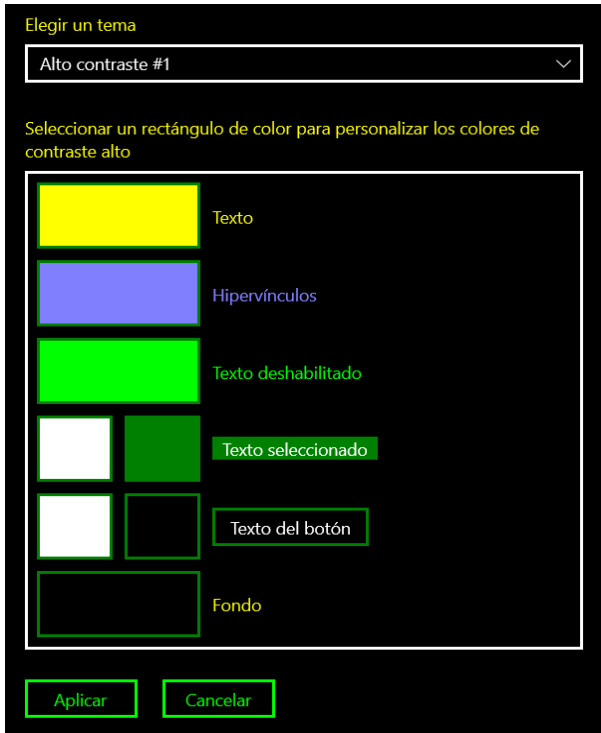 Elegir un tema
Alto contraste #1
Seleccionar un rectángulo de color para personalizar los colores de
contraste alto
Texto
Hipervínculos
Texto deshabilitado
Texto seleccionado
Texto del botón
Fondo
Aplicar Cancelar